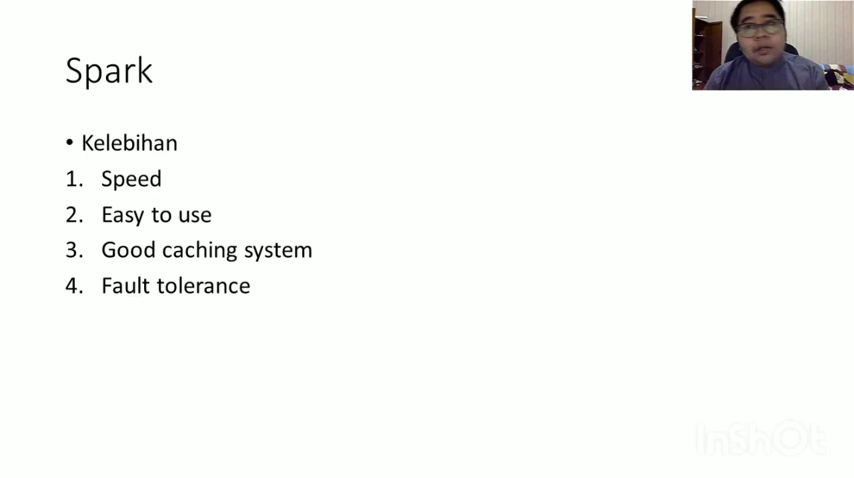 Spark
• Kelebihan
1. Speed
2. Easy to use
3. Good caching system
4. Fault tolerance
InShOt